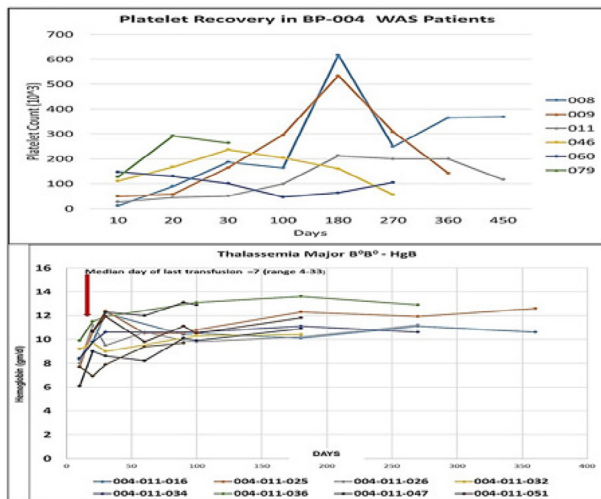 Platelet Recovery in BP-004 WAS Patients
Platelet Count (10^3)
700
600
500
400
300
200
100
0
10 20 30 100 180 270 360 450
Days
008
009
011
046
060
079
Thalassemia Major B⁰B⁰ - HgB
Median day of last transfusion =7 (range 4-33)
Hemoglobin (gm/d)
16
14
12
10
8
6
4
2
0
0 50 100 150 200 250 300 350 400
DAYS
004-011-016 004-011-025 004-011-026 004-011-032
004-011-034 004-011-036 004-011-047 004-011-051